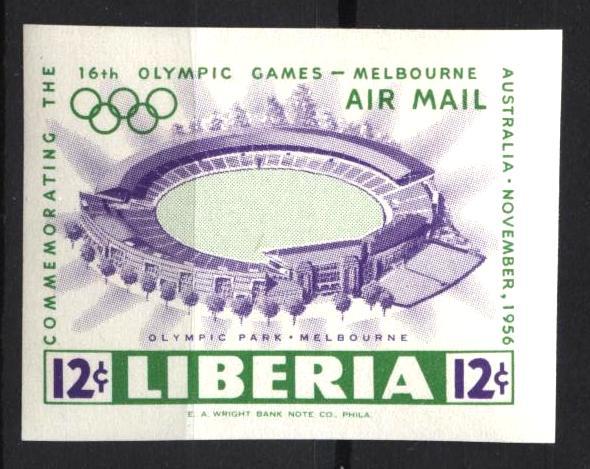 COMMEMORATING THE
16th OLYMPIC GAMES — MELBOURNE
AUSTRALIA • NOVEMBER, 1956
AIR MAIL
OLYMPIC PARK • MELBOURNE
12¢ LIBERIA 12¢
E. A. WRIGHT BANK NOTE CO., PHILA.